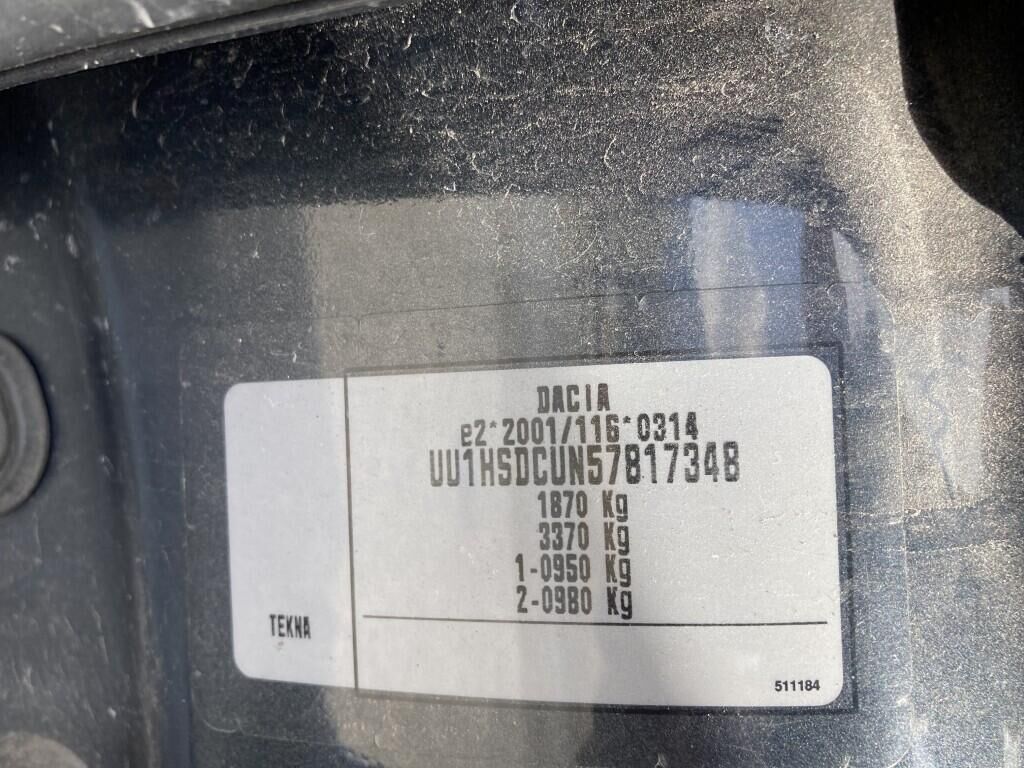 DACIA
e2*2001/116*0314
UU1HSDCUN57817348
1870 Kg
3370 Kg
1-0950 Kg
2-0980 Kg
TEKNA
511184